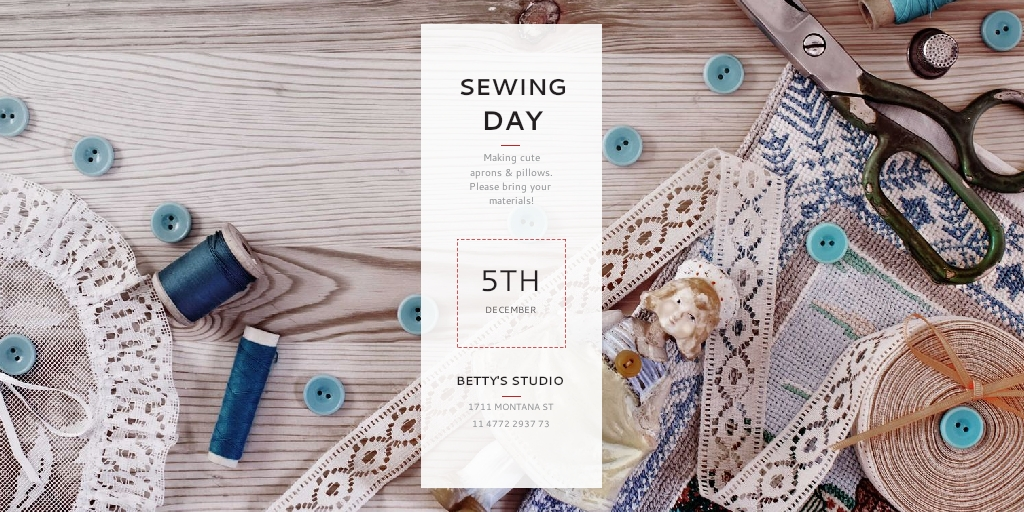 SEWING
DAY
Making cute
aprons & pillows.
Please bring your
materials!
5TH
DECEMBER
BETTY'S STUDIO
1711 MONTANA ST
11 4772 2937 73